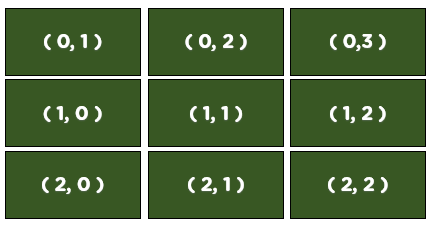 ( 0, 1 ) ( 0, 2 ) ( 0,3 )
( 1, 0 ) ( 1, 1 ) ( 1, 2 )
( 2, 0 ) ( 2, 1 ) ( 2, 2 )